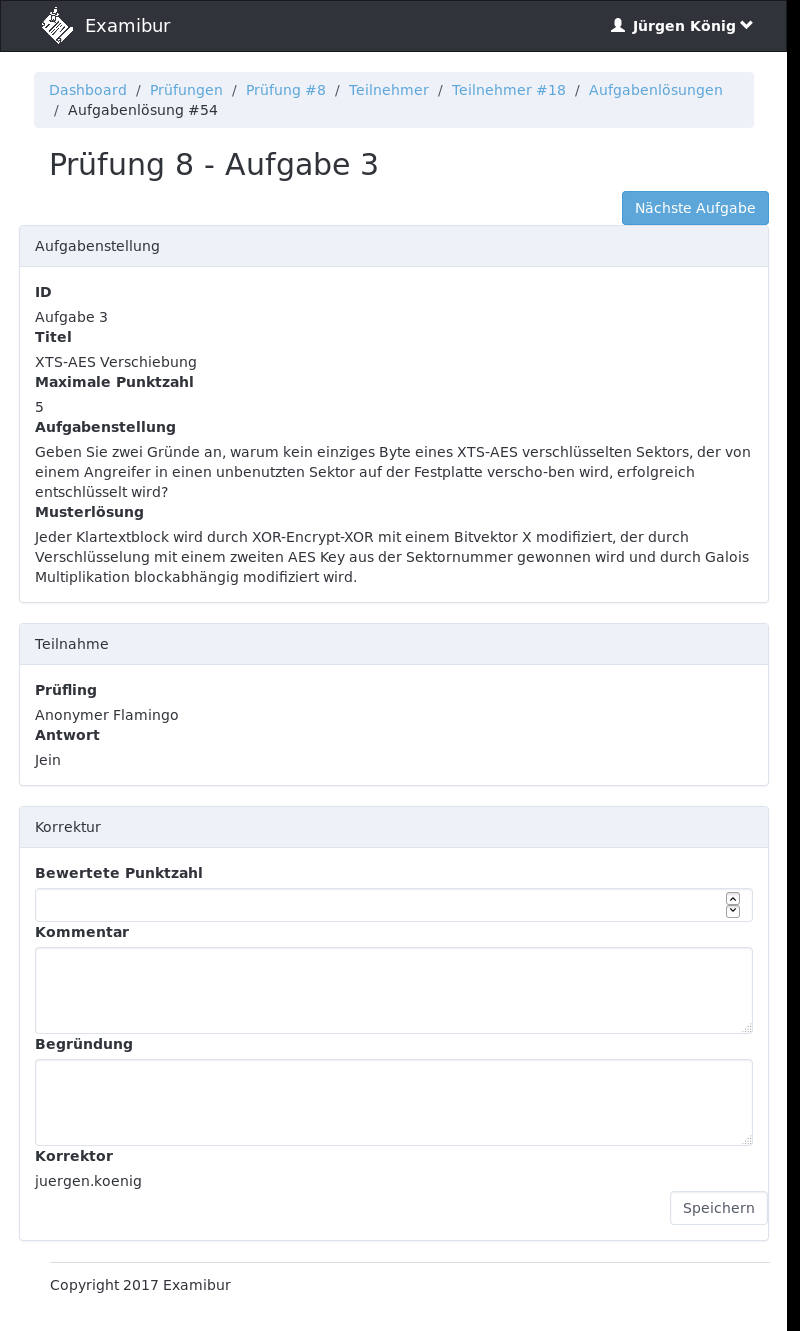 Examibur
Jürgen König
Dashboard / Prüfungen / Prüfung #8 / Teilnehmer / Teilnehmer #18 / Aufgabenlösungen
/ Aufgabenlösung #54
Prüfung 8 - Aufgabe 3
Nächste Aufgabe
Aufgabenstellung
ID
Aufgabe 3
Titel
XTS-AES Verschiebung
Maximale Punktzahl
5
Aufgabenstellung
Geben Sie zwei Gründe an, warum kein einziges Byte eines XTS-AES verschlüsselten Sektors, der von
einem Angreifer in einen unbenutzten Sektor auf der Festplatte verscho-ben wird, erfolgreich
entschlüsselt wird?
Musterlösung
Jeder Klartextblock wird durch XOR-Encrypt-XOR mit einem Bitvektor X modifiziert, der durch
Verschlüsselung mit einem zweiten AES Key aus der Sektornummer gewonnen wird und durch Galois
Multiplikation blockabhängig modifiziert wird.
Teilnahme
Prüfling
Anonymer Flamingo
Antwort
Jein
Korrektur
Bewertete Punktzahl
Kommentar
Begründung
Korrektor
juergen.koenig
Speichern
Copyright 2017 Examibur